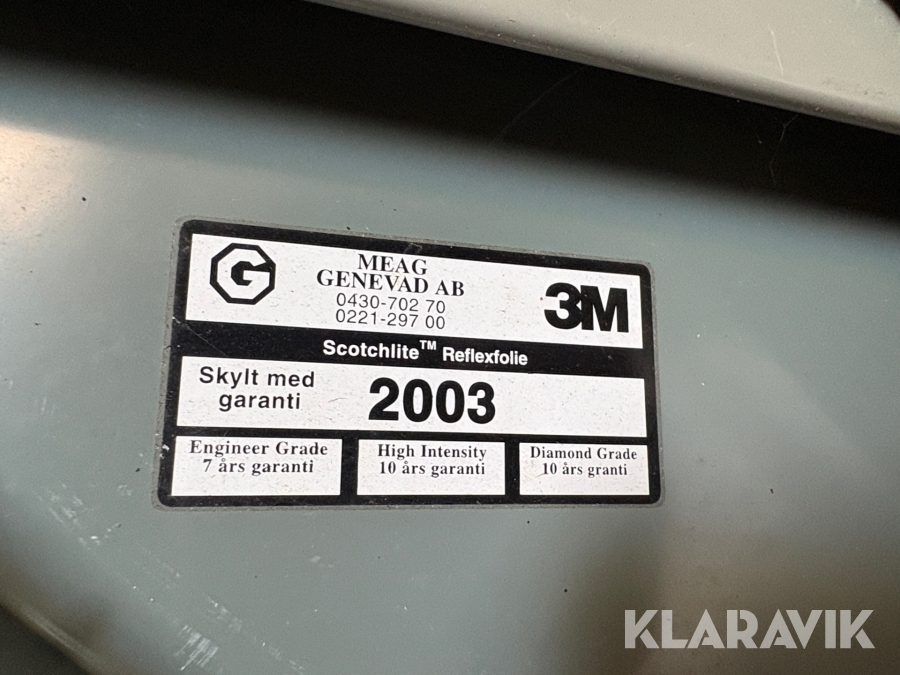 G
MEAG
GENEVAD AB
0430-702 70
0221-297 00
3M
Scotchlite™ Reflexfolie
Skylt med
garanti
2003
Engineer Grade
7 års garanti
High Intensity
10 års garanti
Diamond Grade
10 års granti
KLARAVIK